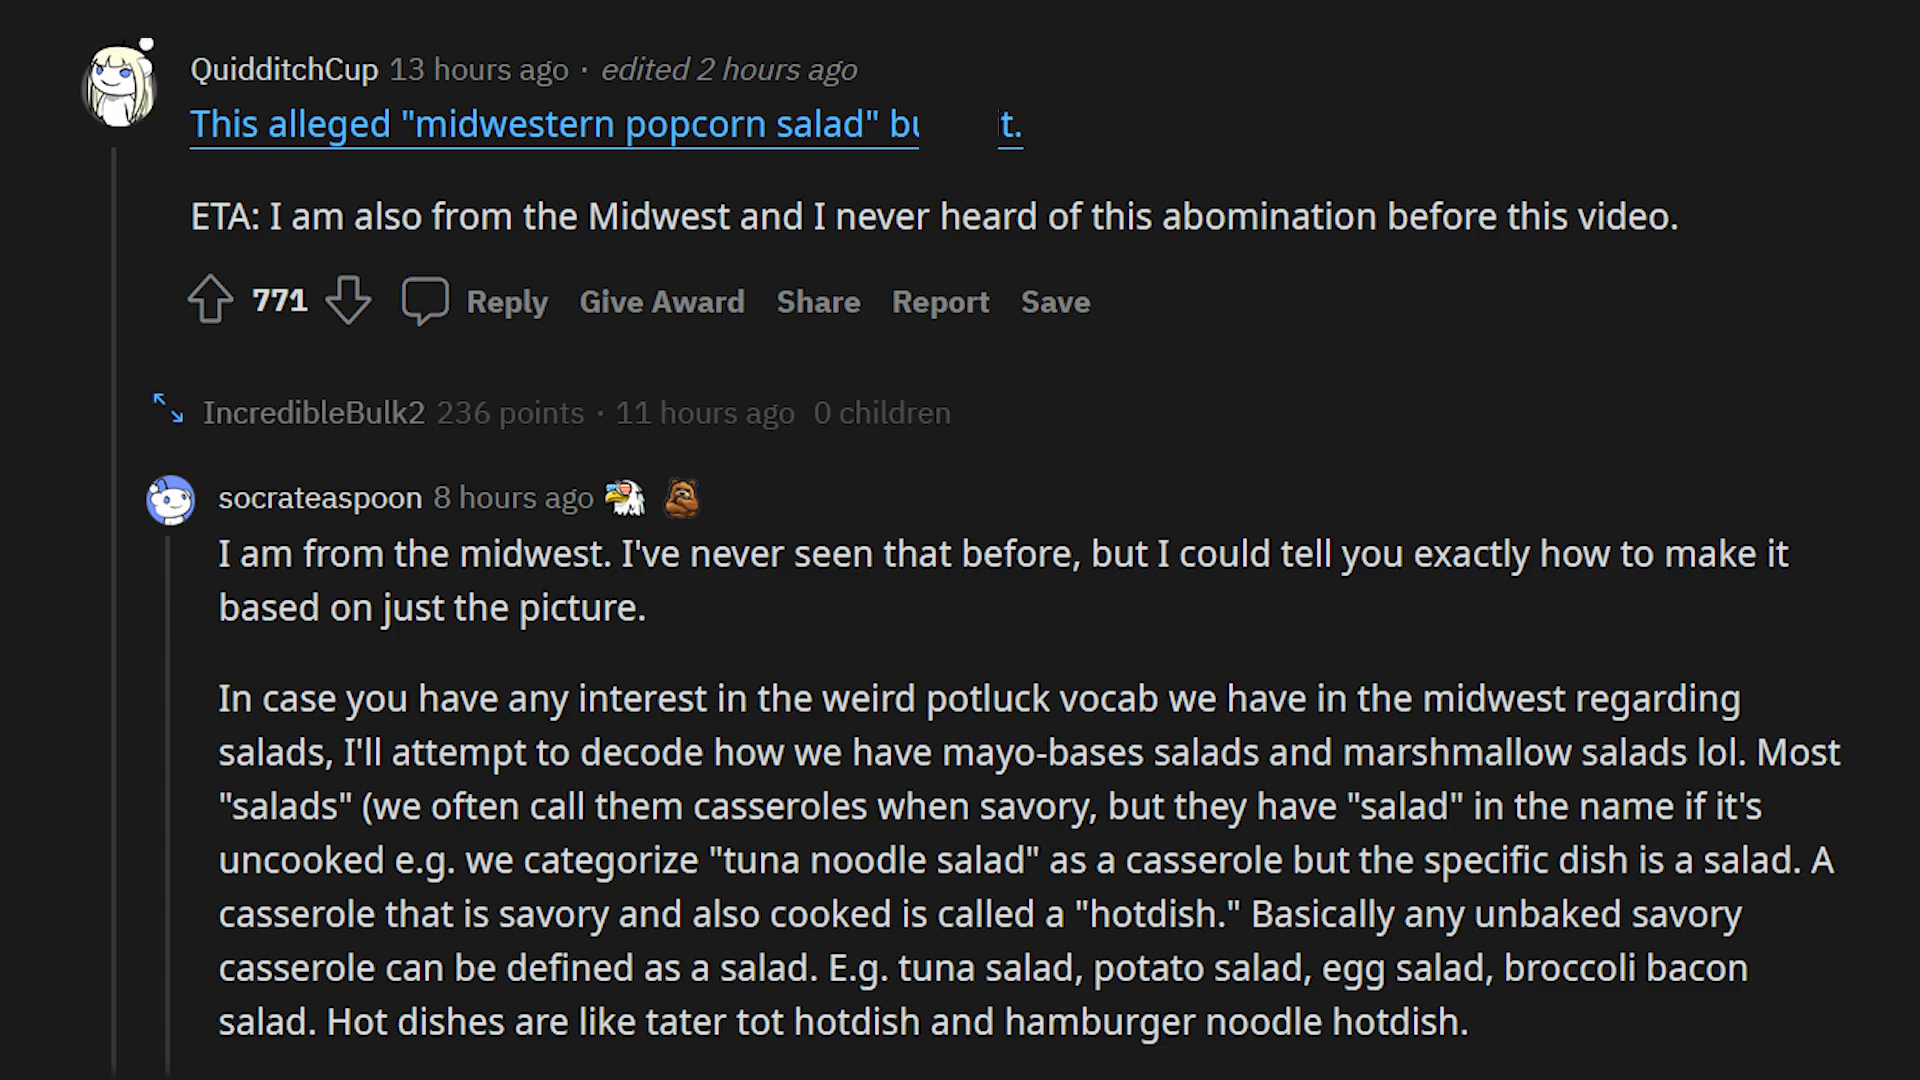 QuidditchCup 13 hours ago · edited 2 hours ago
This alleged "midwestern popcorn salad"
ETA: I am also from the Midwest and I never heard of this abomination before this video.
771 Reply Give Award Share Report Save
IncredibleBulk2 236 points · 11 hours ago 0 children
socrateaspoon 8 hours ago
I am from the midwest. I've never seen that before, but I could tell you exactly how to make it
based on just the picture.
In case you have any interest in the weird potluck vocab we have in the midwest regarding
salads, I'll attempt to decode how we have mayo-bases salads and marshmallow salads lol. Most
"salads" (we often call them casseroles when savory, but they have "salad" in the name if it's
uncooked e.g. we categorize "tuna noodle salad" as a casserole but the specific dish is a salad. A
casserole that is savory and also cooked is called a "hotdish." Basically any unbaked savory
casserole can be defined as a salad. E.g. tuna salad, potato salad, egg salad, broccoli bacon
salad. Hot dishes are like tater tot hotdish and hamburger noodle hotdish.